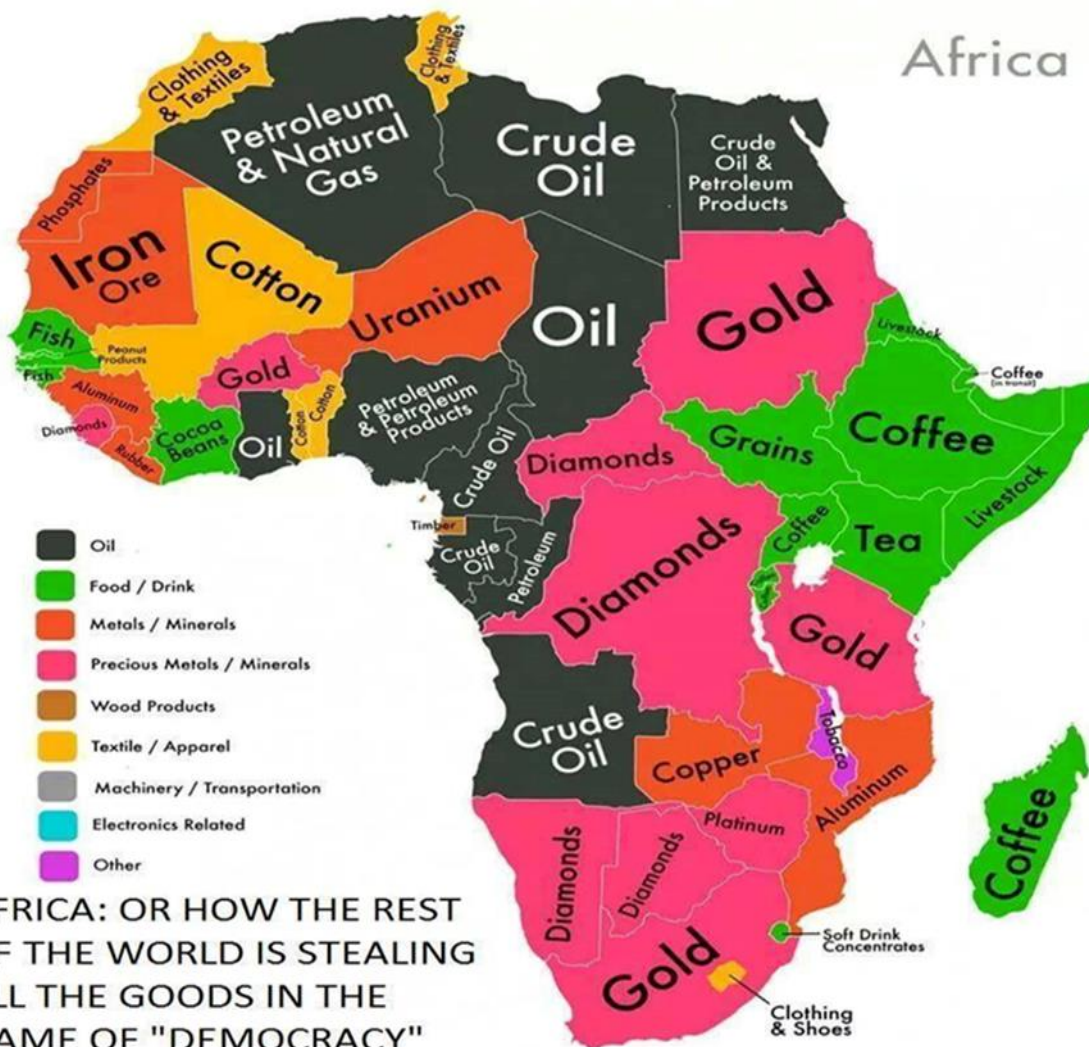 Africa
Clothing
& Textiles
Clothing
& Textiles
Petroleum
& Natural
Gas
Crude
Oil
Crude
Oil &
Petroleum
Products
Phosphates
Iron
Ore
Cotton
Uranium
Oil
Gold
Fish
Peanut
Products
Fish
Aluminum
Gold
Cotton
Cotton
Petroleum
& Petroleum
Products
Livestock
Coffee
(in transit)
Diamonds
Rubber
Cocoa
Beans
Oil
Crude Oil
Diamonds
Grains
Coffee
Livestock
Timber
Crude
Oil
Petroleum
Diamonds
Coffee
Tea
Gold
Oil
Food / Drink
Metals / Minerals
Precious Metals / Minerals
Wood Products
Textile / Apparel
Machinery / Transportation
Electronics Related
Other
Crude
Oil
Copper
Tobacco
Aluminum
Platinum
Diamonds
Diamonds
Coffee
Gold
Soft Drink
Concentrates
Clothing
& Shoes
FRICA: OR HOW THE REST
F THE WORLD IS STEALING
LL THE GOODS IN THE
AME OF "DEMOCRACY"